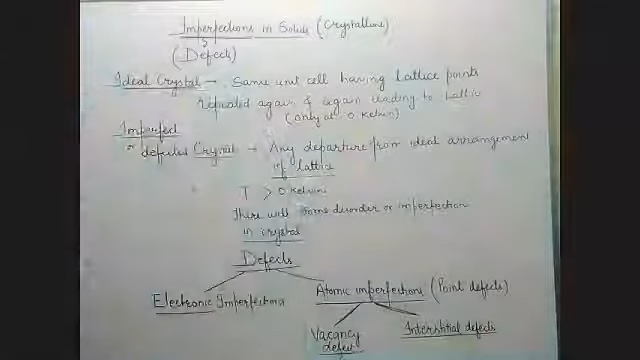 Imperfections in Solids (Crystalline)
(Defects)
Ideal Crystal → Same unit cell having lattice points
repeated again & again leading to lattice
(only at 0 Kelvin)
Imperfect
or defected Crystal → Any departure from ideal arrangement
of lattice
T > 0 Kelvin
There will some disorder or imperfection
in crystal
Defects
Electronic Imperfections
Atomic imperfections (Point defects)
Vacancy defect
Interstitial defects